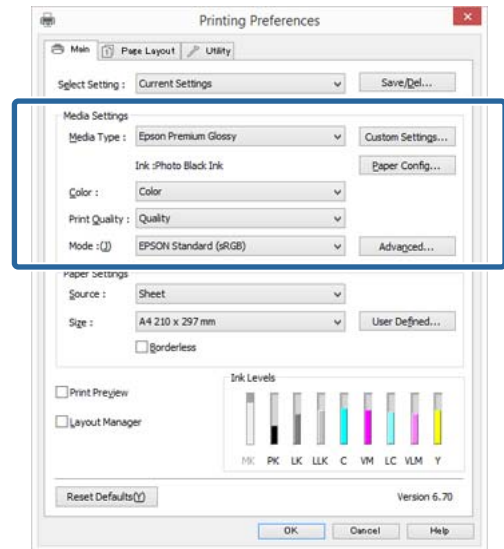 Printing Preferences
Main Page Layout Utility
Select Setting : Current Settings Save/Del...
Media Settings
Media Type : Epson Premium Glossy Custom Settings...
Ink :Photo Black Ink Paper Config...
Color : Color
Print Quality : Quality
Mode :(J) EPSON Standard (sRGB) Advanced...
Paper Settings
Source : Sheet
Size : A4 210 x 297 mm User Defined...
Borderless
Ink Levels
Print Preview
Layout Manager
MK PK LK LLK C VM LC VLM Y
Reset Defaults(Y) Version 6.70
OK Cancel Help